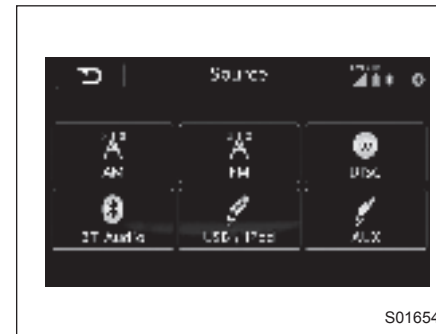 Source
AM
FM
DISC
BT Audio
USB / iPod
AUX
S01654